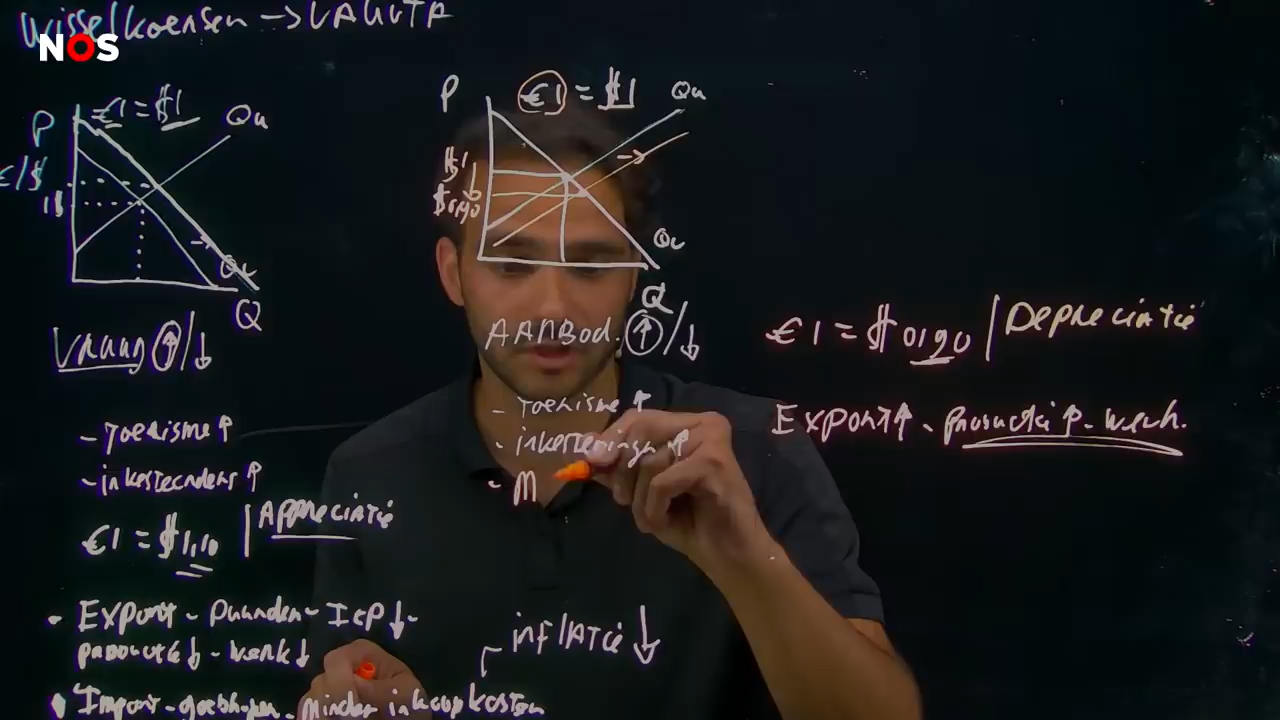 Wisselkoersen → VALUTA
NOS
P
€1 = $1
Qa
€/$
1$
Qv
Q
Vraag ↑/↓
- Toerisme ↑
€1 = $1,10 | Appreciatie
• Export - Duurder - ICP ↓ -
productie ↓ - werk ↓
• Import - goedkoper - Minder inkoopkosten
inflatie ↓
P
€1 = $1
Qa
$1
$0,90
Qv
Q
AANBod. ↑/↓
- Toerisme ↑
- M
€1 = $0,90 | Depreciatie
Export ↑ - productie ↑ - werk.